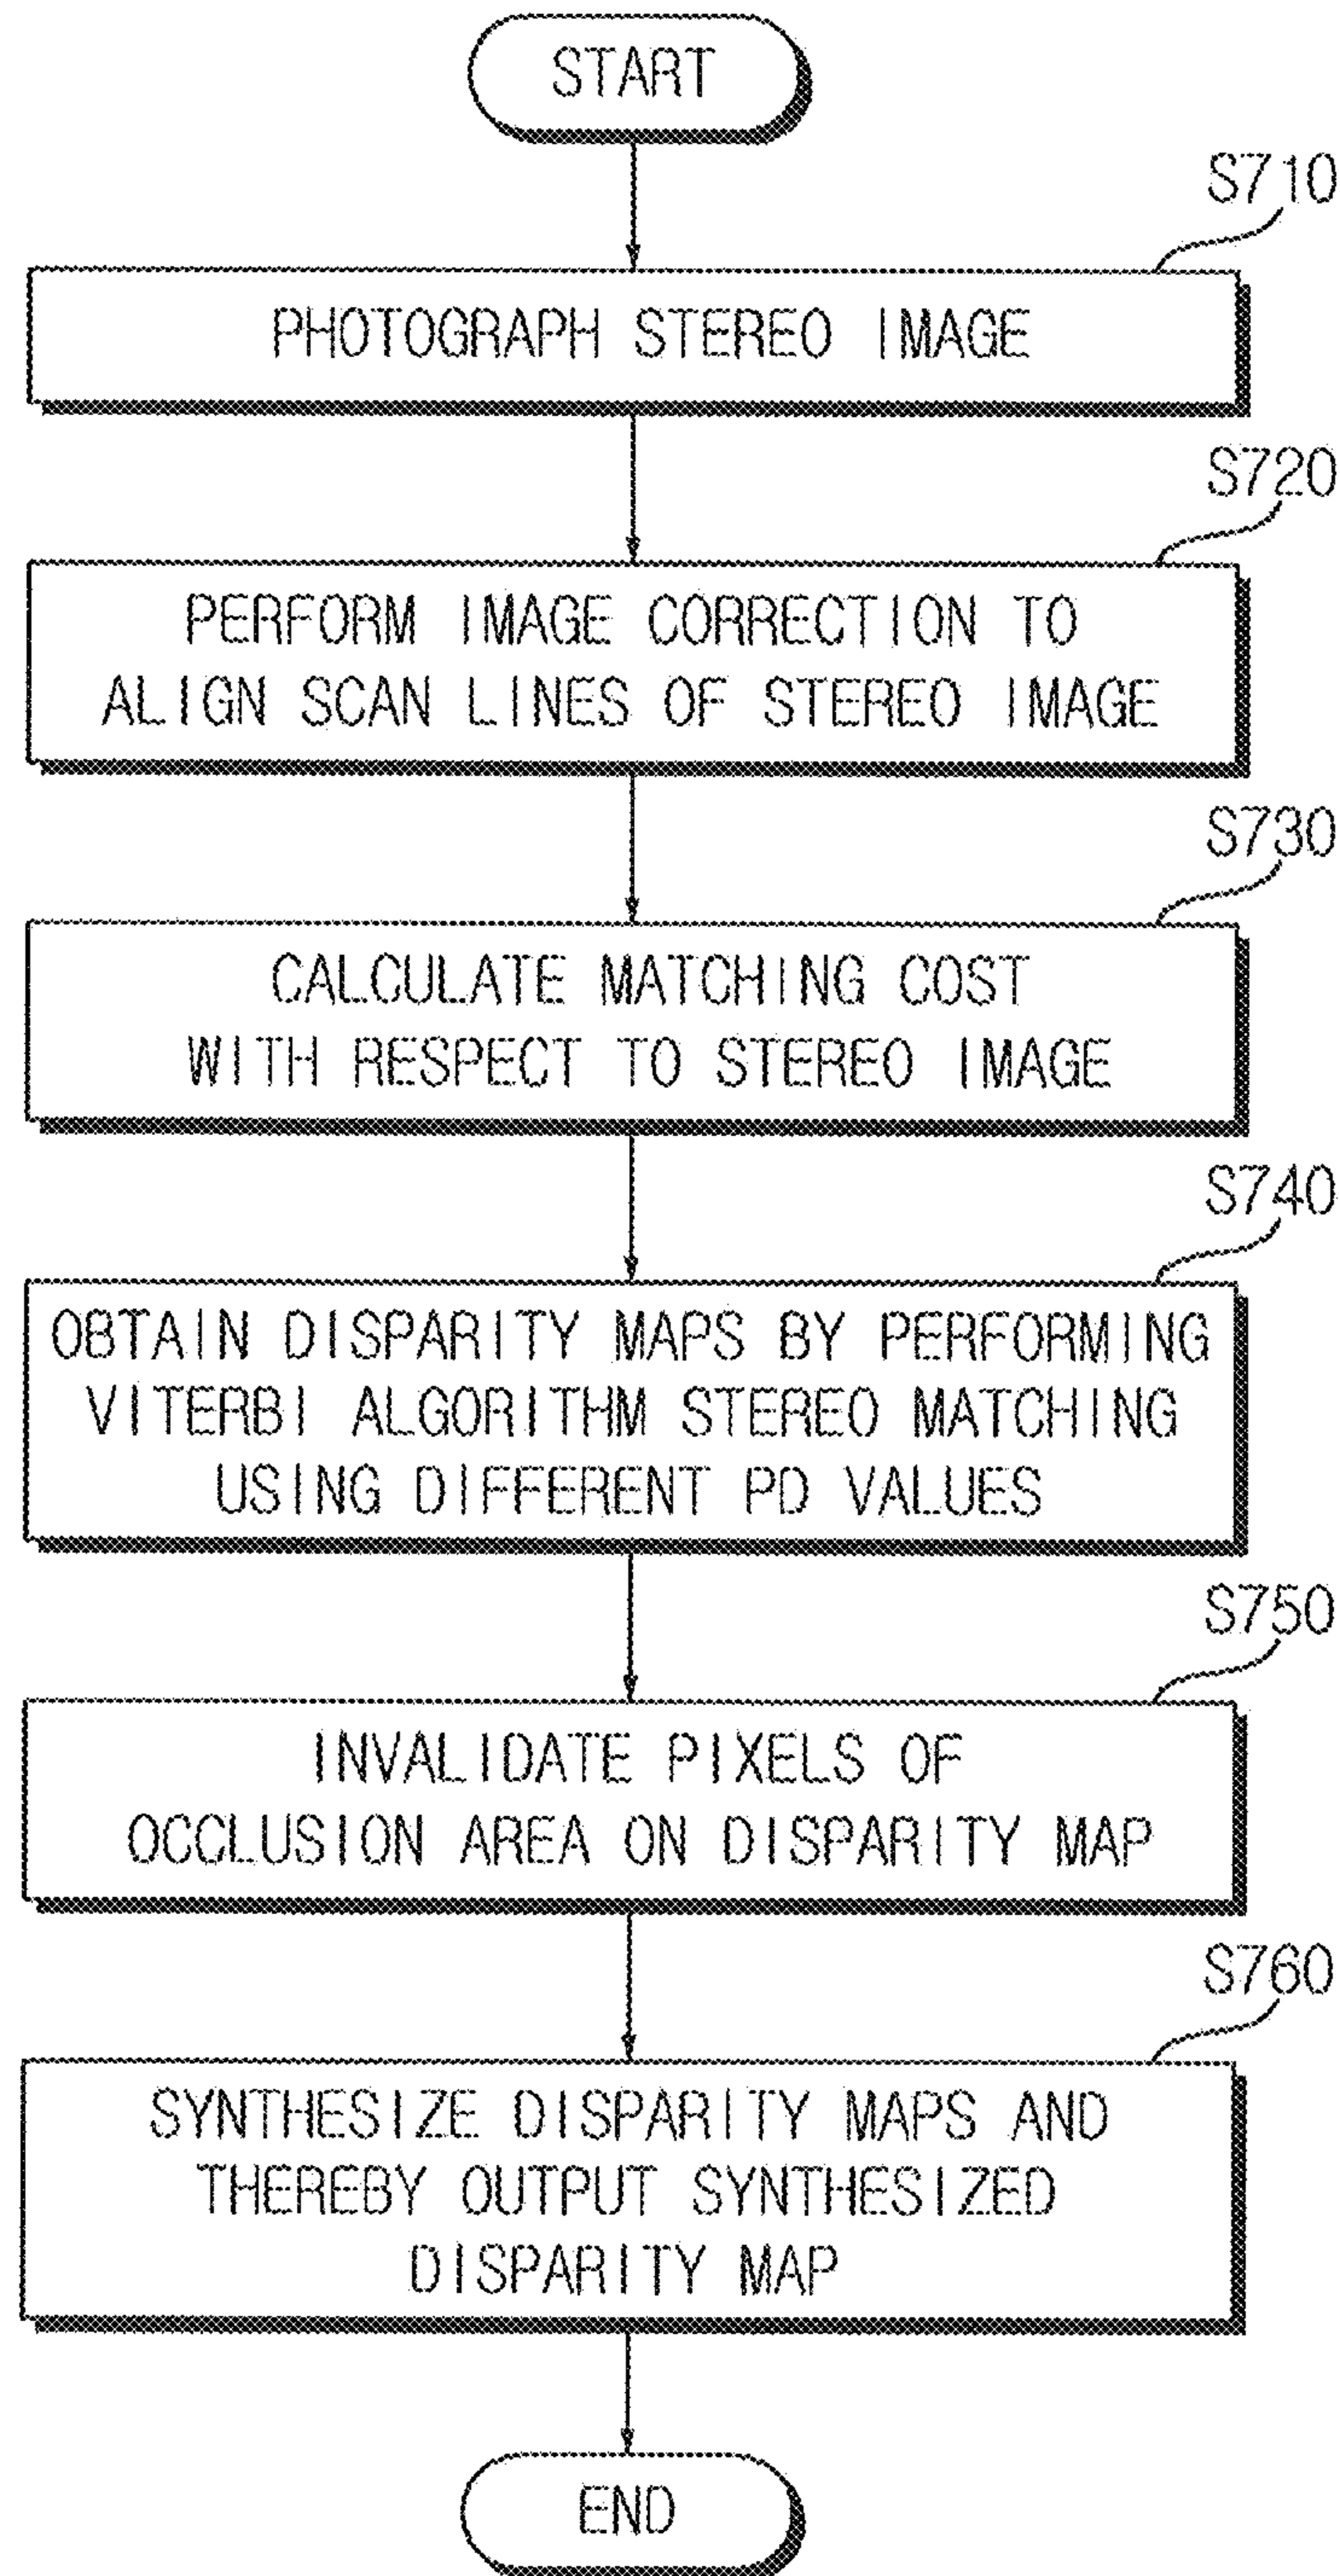 START
S710
PHOTOGRAPH STEREO IMAGE
S720
PERFORM IMAGE CORRECTION TO
ALIGN SCAN LINES OF STEREO IMAGE
S730
CALCULATE MATCHING COST
WITH RESPECT TO STEREO IMAGE
S740
OBTAIN DISPARITY MAPS BY PERFORMING
VITERBI ALGORITHM STEREO MATCHING
USING DIFFERENT PD VALUES
S750
INVALIDATE PIXELS OF
OCCLUSION AREA ON DISPARITY MAP
S760
SYNTHESIZE DISPARITY MAPS AND
THEREBY OUTPUT SYNTHESIZED
DISPARITY MAP
END